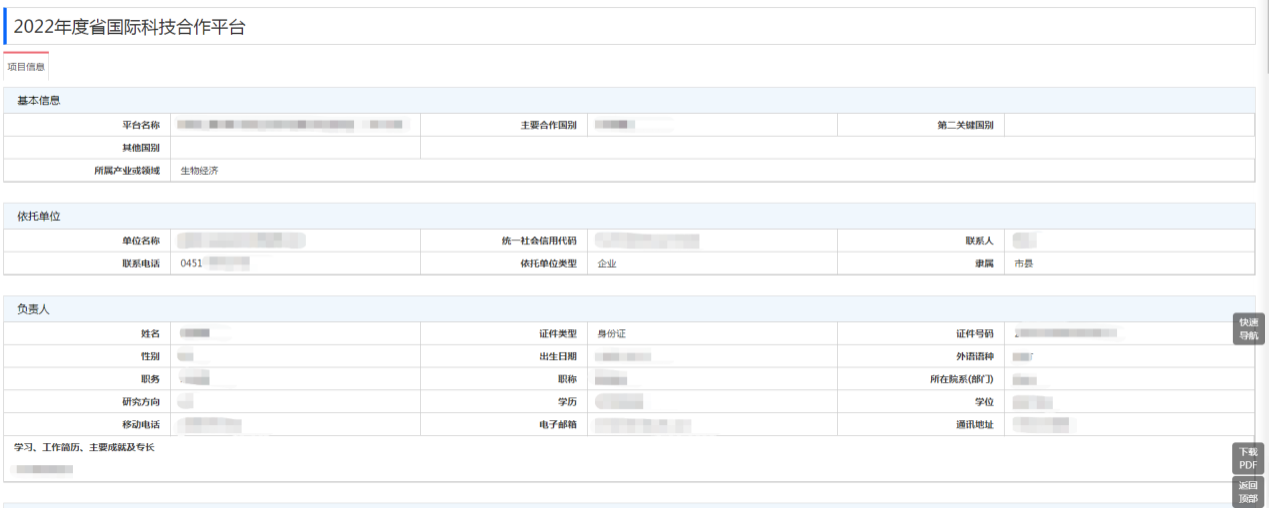 2022年度省国际科技合作平台
项目信息
基本信息
平台名称 主要合作国别 第二关键国别
其他国别
所属产业或领域 生物经济
依托单位
单位名称 统一社会信用代码 联系人
联系电话 0451 依托单位类型 企业 隶属 市县
负责人
姓名 证件类型 身份证 证件号码
性别 出生日期 外语语种
职务 职称 所在院系(部门)
研究方向 学历 学位
移动电话 电子邮箱 通讯地址
学习、工作简历、主要成就及专长
快速
导航
下载
PDF
返回
顶部